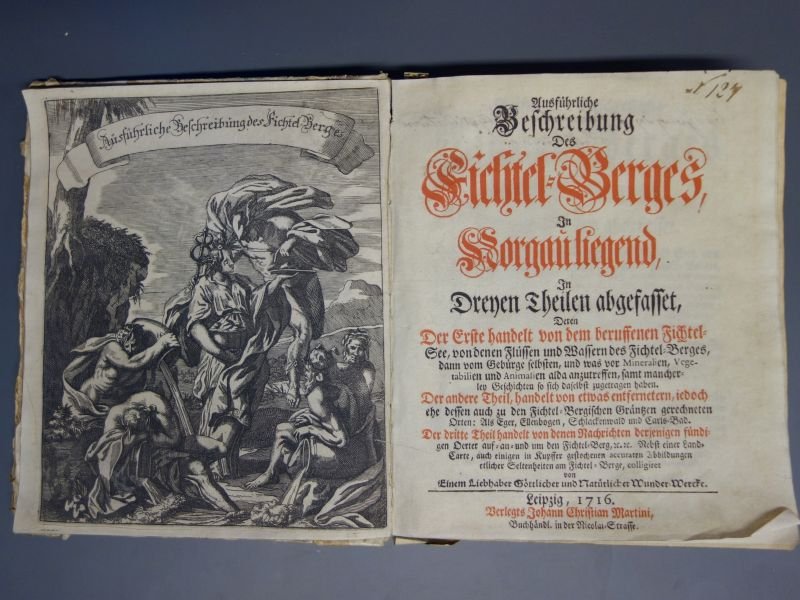 Ausführliche Beschreibung des Fichtel-Berges
127
Ausführliche
Beschreibung
Des
Fichtel-Berges,
In
Norgau liegend,
In
Dreyen Theilen abgefasset,
Deren
Der Erste handelt von dem beruffenen Fichtel-
See, von denen Flüssen und Wassern des Fichtel-Berges,
dann vom Gebürge selbsten, und was vor Mineralien, Vege-
tabilien und Animalien alda anzutreffen, samt mancher-
ley Geschichten so sich daselbst zugetragen haben.
Der andere Theil, handelt von etwas entfernetern, iedoch
ehe dessen auch zu den Fichtel-Bergischen Gräntzen gerechneten
Orten: Als Eger, Ellenbogen, Schlackenwald und Carls-Bad.
Der dritte Theil handelt von denen Nachrichten derjenigen fündi-
gen Oerter auf-an-und um den Fichtel-Berg, ꝛc. ꝛc. Nebst einer Land-
Carte, auch einigen in Kupffer gestochenen accuraten Abbildungen
etlicher Seltenheiten am Fichtel-Berge, colligiret
von
Einem Liebhaber Göttlicher und Natürlicher Wunder-Wercke.
Leipzig, 1716.
Verlegts Johann Christian Martini,
Buchhändl. in der Nicolai-Strasse.